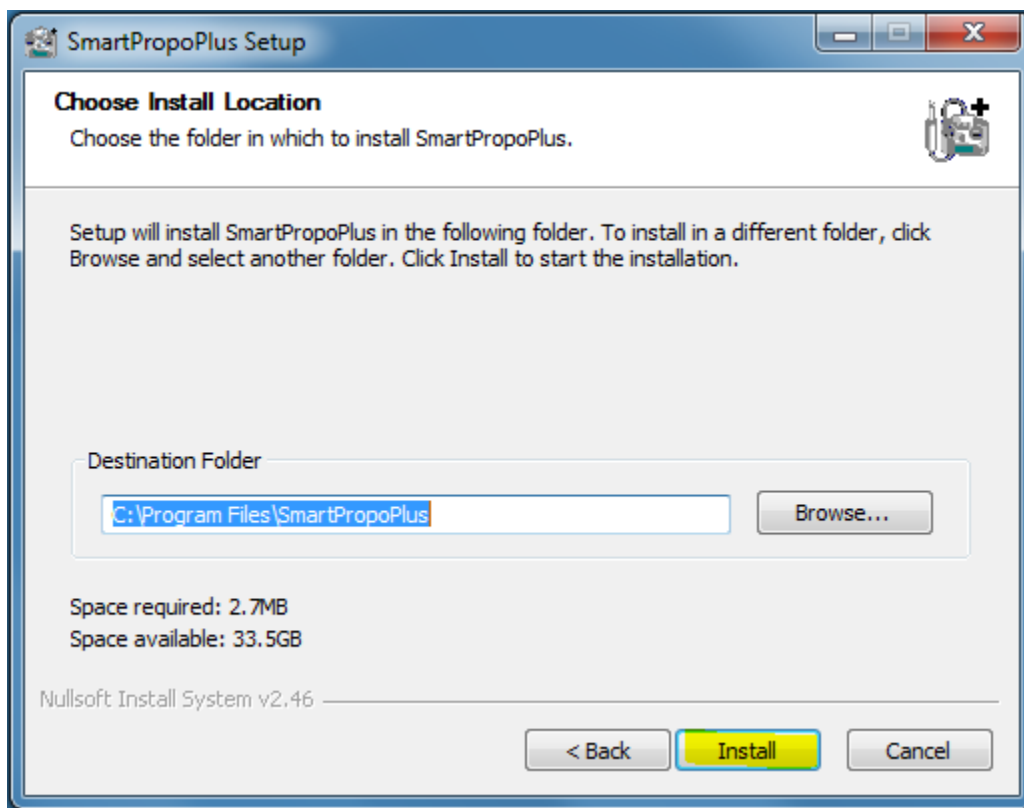 SmartPropoPlus Setup
Choose Install Location
Choose the folder in which to install SmartPropoPlus.
Setup will install SmartPropoPlus in the following folder. To install in a different folder, click
Browse and select another folder. Click Install to start the installation.
Destination Folder
C:\Program Files\SmartPropoPlus
Browse...
Space required: 2.7MB
Space available: 33.5GB
Nullsoft Install System v2.46
< Back
Install
Cancel